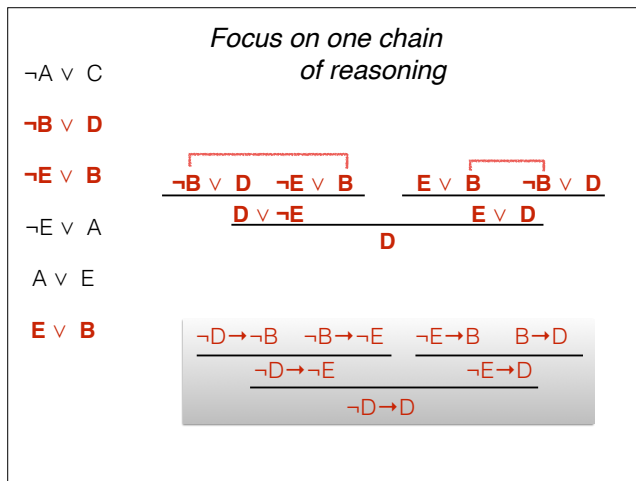 Focus on one chain
of reasoning
¬A ∨ C
¬B ∨ D
¬E ∨ B
¬E ∨ A
A ∨ E
E ∨ B
¬B ∨ D ¬E ∨ B E ∨ B ¬B ∨ D
D ∨ ¬E E ∨ D
D
¬D→¬B ¬B→¬E ¬E→B B→D
¬D→¬E ¬E→D
¬D→D